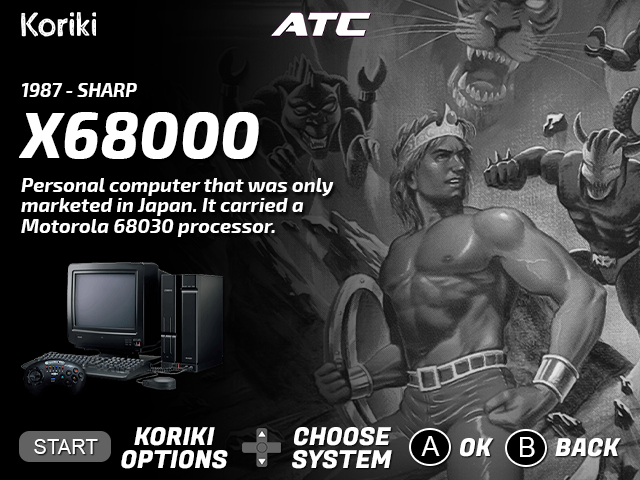 Koriki
ATC
1987 - SHARP
X68000
Personal computer that was only
marketed in Japan. It carried a
Motorola 68030 processor.
START
KORIKI
OPTIONS
CHOOSE
SYSTEM
A OK
B BACK